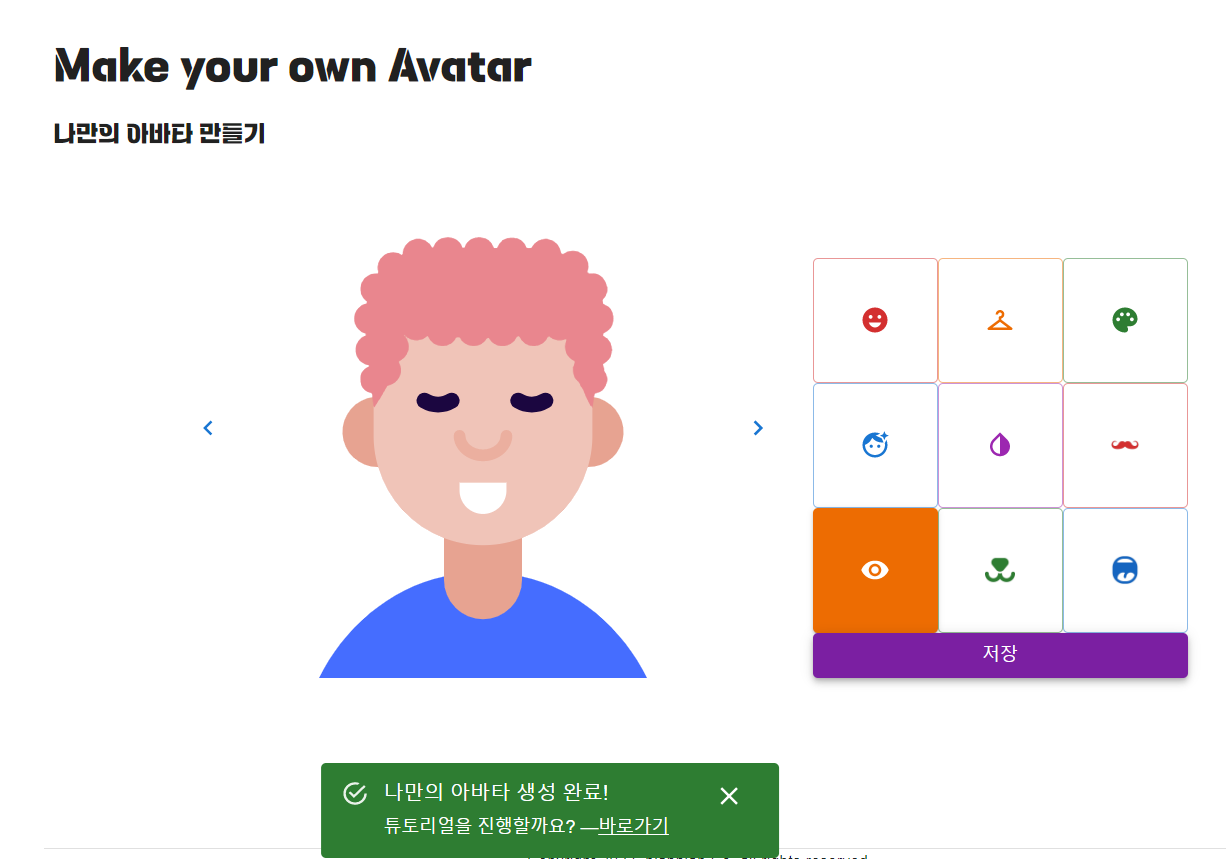 Make your own Avatar
나만의 아바타 만들기
저장
나만의 아바타 생성 완료!
튜토리얼을 진행할까요? —바로가기